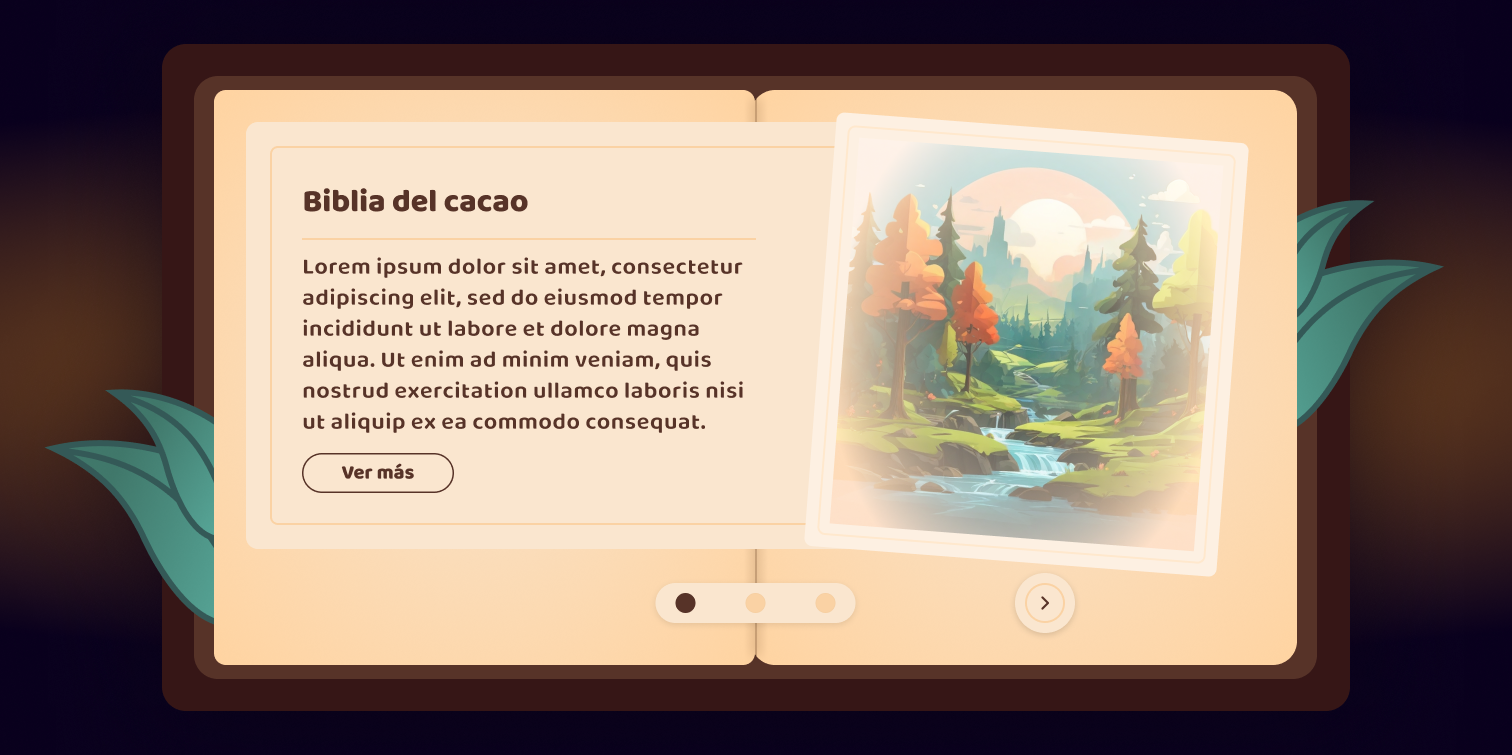 Biblia del cacao
Lorem ipsum dolor sit amet, consectetur
adipiscing elit, sed do eiusmod tempor
incididunt ut labore et dolore magna
aliqua. Ut enim ad minim veniam, quis
nostrud exercitation ullamco laboris nisi
ut aliquip ex ea commodo consequat.
Ver más